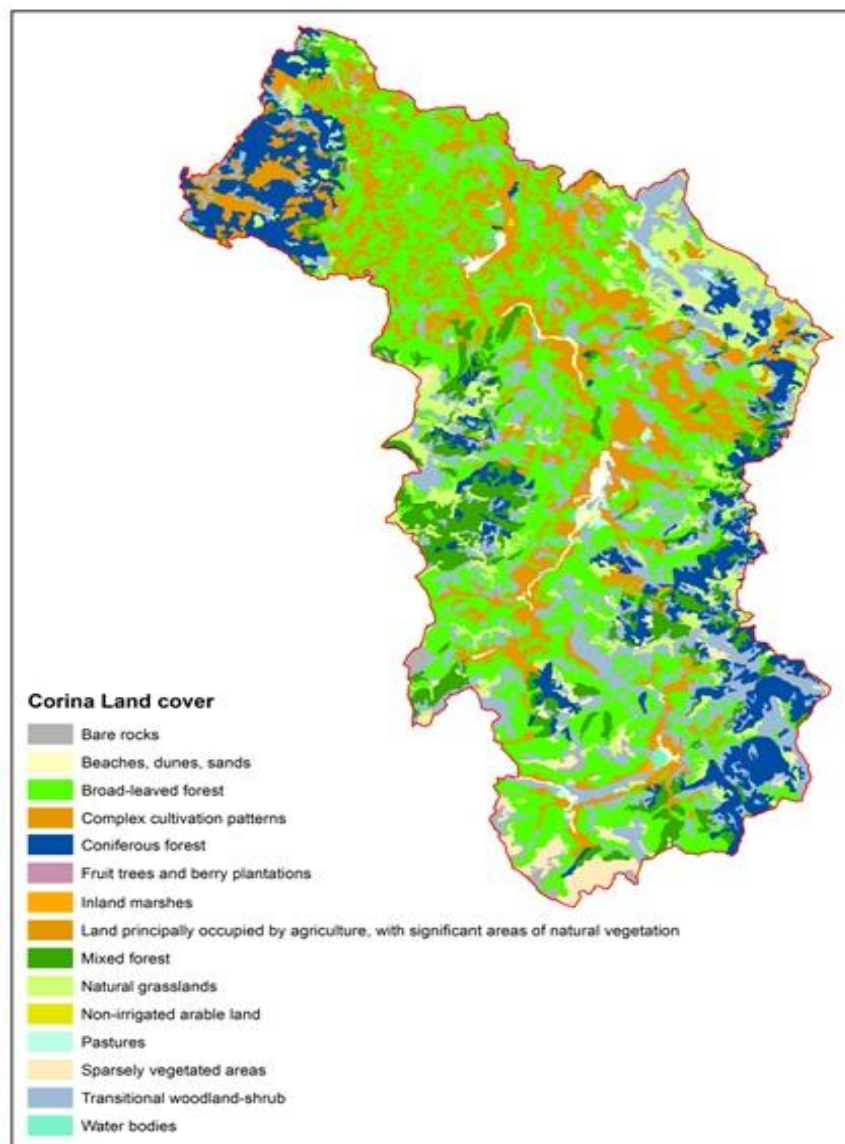 Corina Land cover
Bare rocks
Beaches, dunes, sands
Broad-leaved forest
Complex cultivation patterns
Coniferous forest
Fruit trees and berry plantations
Inland marshes
Land principally occupied by agriculture, with significant areas of natural vegetation
Mixed forest
Natural grasslands
Non-irrigated arable land
Pastures
Sparsely vegetated areas
Transitional woodland-shrub
Water bodies